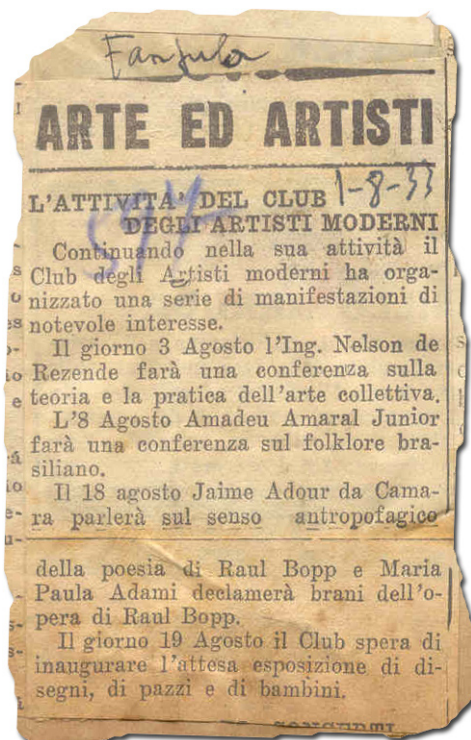 Fanfula
ARTE ED ARTISTI
1-8-33
L'ATTIVITA' DEL CLUB
DEGLI ARTISTI MODERNI
Continuando nella sua attività il
Club degli Artisti moderni ha orga-
nizzato una serie di manifestazioni di
notevole interesse.
Il giorno 3 Agosto l'Ing. Nelson de
Rezende farà una conferenza sulla
teoria e la pratica dell'arte collettiva.
L'8 Agosto Amadeu Amaral Junior
farà una conferenza sul folklore bra-
siliano.
Il 18 agosto Jaime Adour da Cama-
ra parlerà sul senso antropofagico
della poesia di Raul Bopp e Maria
Paula Adami declamerà brani dell'o-
pera di Raul Bopp.
Il giorno 19 Agosto il Club spera di
inaugurare l'attesa esposizione di di-
segni, di pazzi e di bambini.